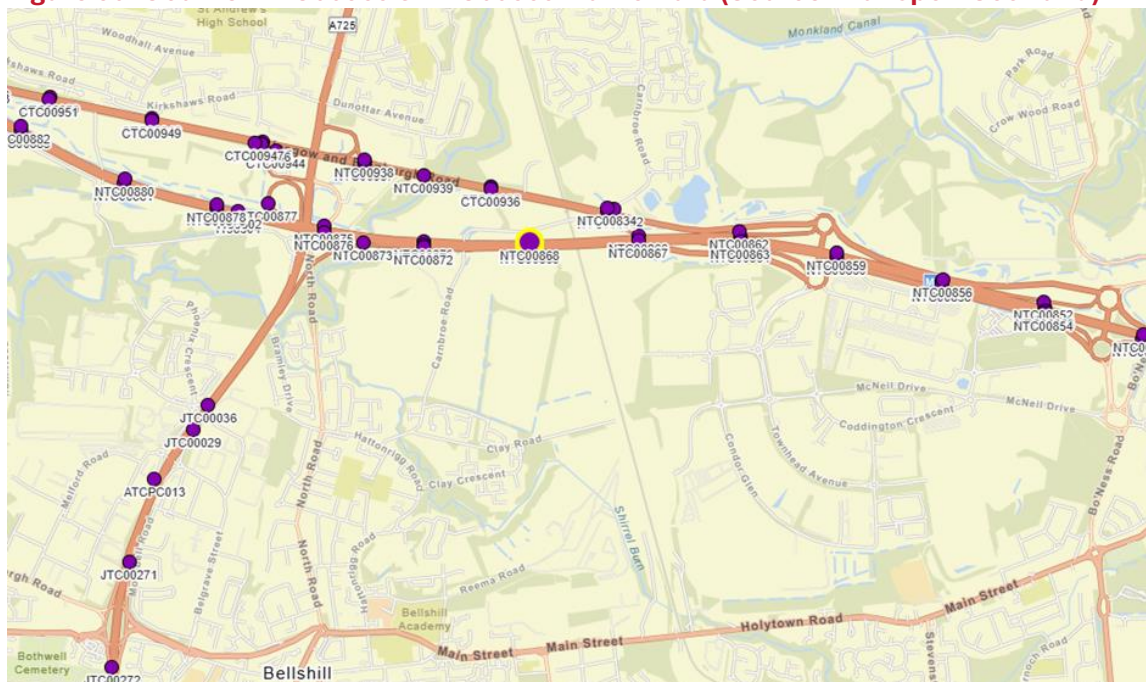 St Andrew's
High School
A725
Monkland Canal
Woodhall Avenue
Park Road
Kirkshaws Road
Dunottar Avenue
Carnbroe Road
Crow Wood Road
CTC00951
CTC00949
CTC00947
NTC00938
NTC00939
CTC00936
NTC00880
NTC00878
NTC00875
NTC00876
NTC00873
NTC00872
NTC00868
NTC00867
NTC00862
NTC00863
NTC00859
NTC00856
NTC00852
NTC00854
North Road
Phoenix Crescent
Bramley Drive
Carnbroe Road
McNeil Drive
McNeil Drive
Coddington Crescent
JTC00036
JTC00029
Hattonrigg Road
Clay Road
Clay Crescent
Condor Glen
Townhead Avenue
Melford Road
North Road
ATCPC013
Bo'Ness Road
Shirrel Burn
JTC00271
Belgrave Street
North Road
Reema Road
Bellshill
Academy
Main Street
Main Street
Holytown Road
Main Street
Bothwell
Cemetery
Bellshill
JTC00272